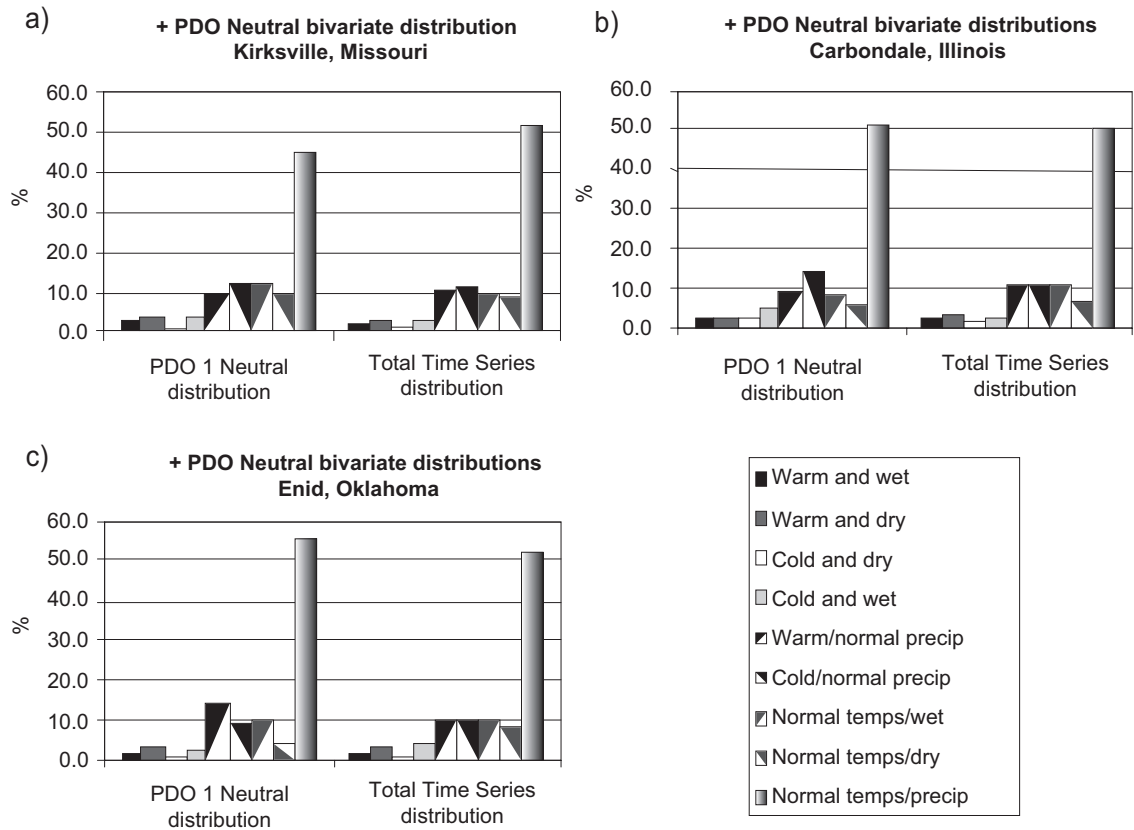 a)
+ PDO Neutral bivariate distribution
Kirksville, Missouri
60.0
50.0
40.0
30.0
20.0
10.0
0.0
%
PDO 1 Neutral
distribution
Total Time Series
distribution
b)
+ PDO Neutral bivariate distributions
Carbondale, Illinois
60.0
50.0
40.0
30.0
20.0
10.0
0.0
%
PDO 1 Neutral
distribution
Total Time Series
distribution
c)
+ PDO Neutral bivariate distributions
Enid, Oklahoma
60.0
50.0
40.0
30.0
20.0
10.0
0.0
%
PDO 1 Neutral
distribution
Total Time Series
distribution
Warm and wet
Warm and dry
Cold and dry
Cold and wet
Warm/normal precip
Cold/normal precip
Normal temps/wet
Normal temps/dry
Normal temps/precip